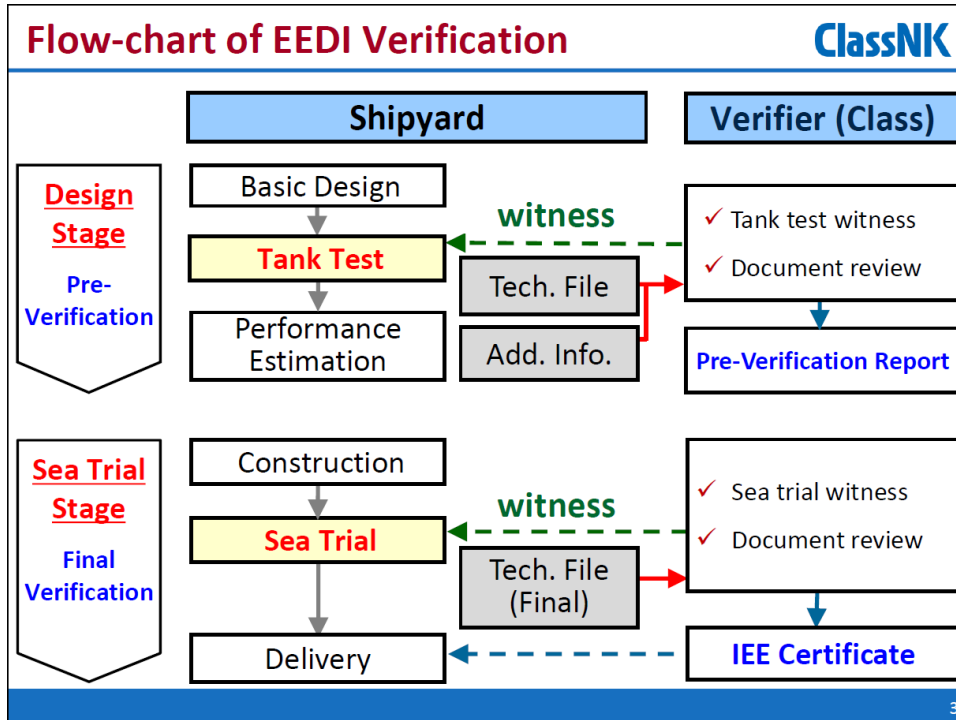 Flow-chart of EEDI Verification
ClassNK
Shipyard
Verifier (Class)
Design
Stage
Pre-
Verification
Basic Design
Tank Test
Performance
Estimation
witness
Tech. File
Add. Info.
✓ Tank test witness
✓ Document review
Pre-Verification Report
Sea Trial
Stage
Final
Verification
Construction
Sea Trial
Delivery
witness
Tech. File
(Final)
✓ Sea trial witness
✓ Document review
IEE Certificate
3